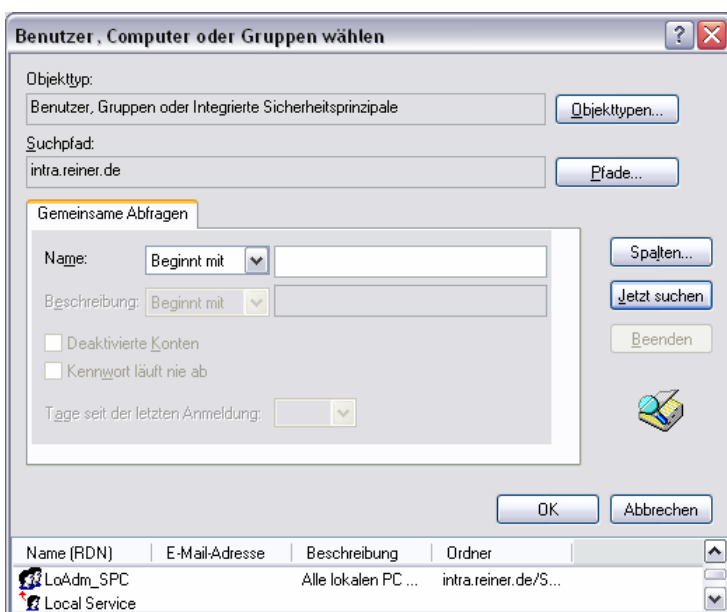 Benutzer, Computer oder Gruppen wählen
Objekttyp:
Benutzer, Gruppen oder Integrierte Sicherheitsprinzipale
Objekttypen...
Suchpfad:
intra.reiner.de
Pfade...
Gemeinsame Abfragen
Name:
Beginnt mit
Spalten...
Beschreibung:
Beginnt mit
Jetzt suchen
Deaktivierte Konten
Beenden
Kennwort läuft nie ab
Tage seit der letzten Anmeldung:
OK
Abbrechen
Name (RDN) E-Mail-Adresse Beschreibung Ordner
LoAdm_SPC Alle lokalen PC ... intra.reiner.de/S...
Local Service